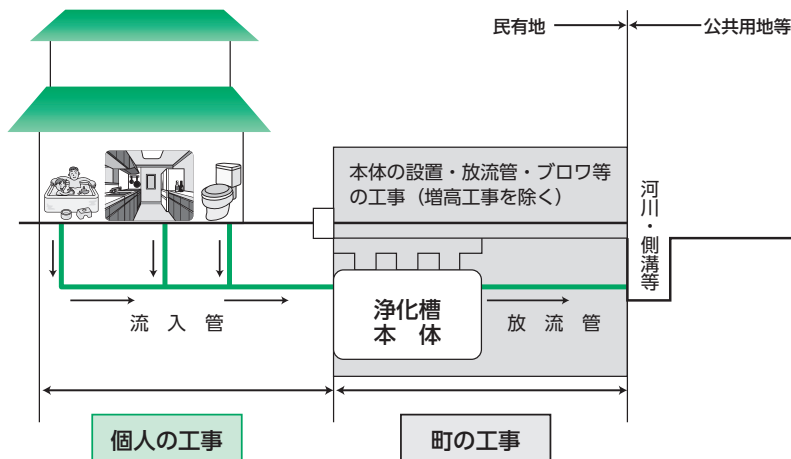 民有地
公共用地等
本体の設置・放流管・ブロワ等
の工事（増高工事を除く）
河川・側溝等
浄化槽
本体
流入管
放流管
個人の工事
町の工事